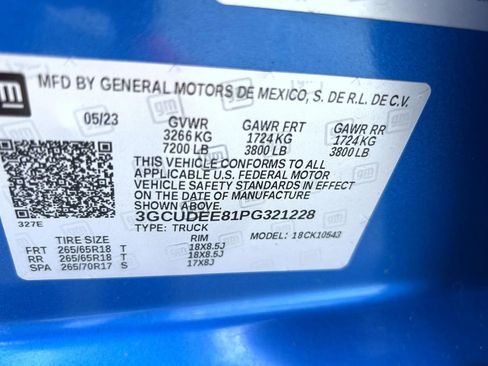 gm MFD BY GENERAL MOTORS DE MEXICO, S. DE R.L. DE C.V.
05/23 GVWR GAWR FRT GAWR RR
3266 KG 1724 KG 1724 KG
7200 LB 3800 LB 3800 LB
THIS VEHICLE CONFORMS TO ALL
APPLICABLE U.S. FEDERAL MOTOR
VEHICLE SAFETY STANDARDS IN EFFECT
ON THE DATE OF MANUFACTURE
SHOWN ABOVE.
3GCUDEE81PG321228
327E TYPE: TRUCK MODEL: 18CK10543
TIRE SIZE RIM
FRT 265/65R18 T 18X8.5J
RR 265/65R18 T 18X8.5J
SPA 265/70R17 S 17X8J